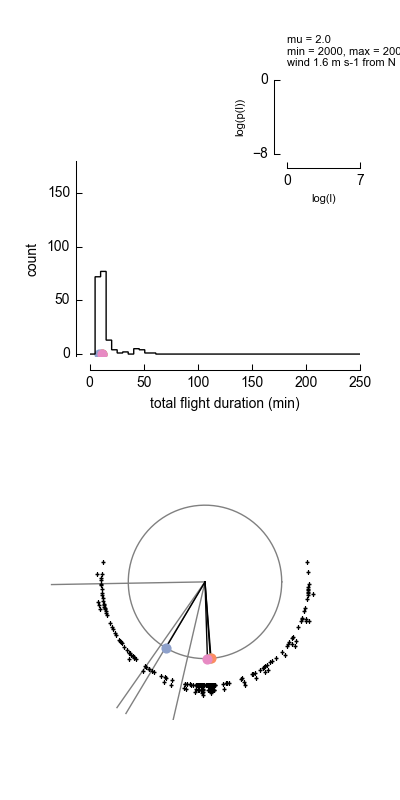 mu = 2.0
min = 2000, max = 200
wind 1.6 m s-1 from N
0
log(p(l))
−8
0 7
log(l)
150
100
50
0
count
0 50 100 150 200 250
total flight duration (min)